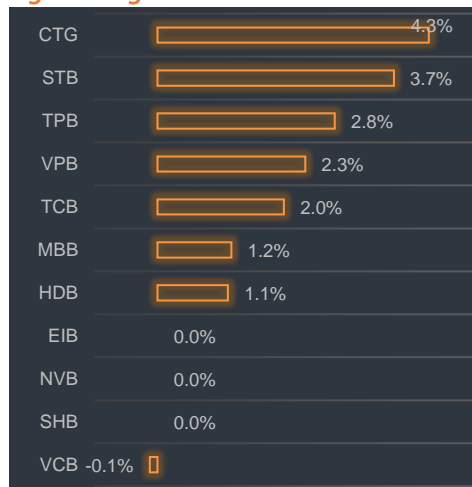 CTG 4.3%
STB 3.7%
TPB 2.8%
VPB 2.3%
TCB 2.0%
MBB 1.2%
HDB 1.1%
EIB 0.0%
NVB 0.0%
SHB 0.0%
VCB -0.1%